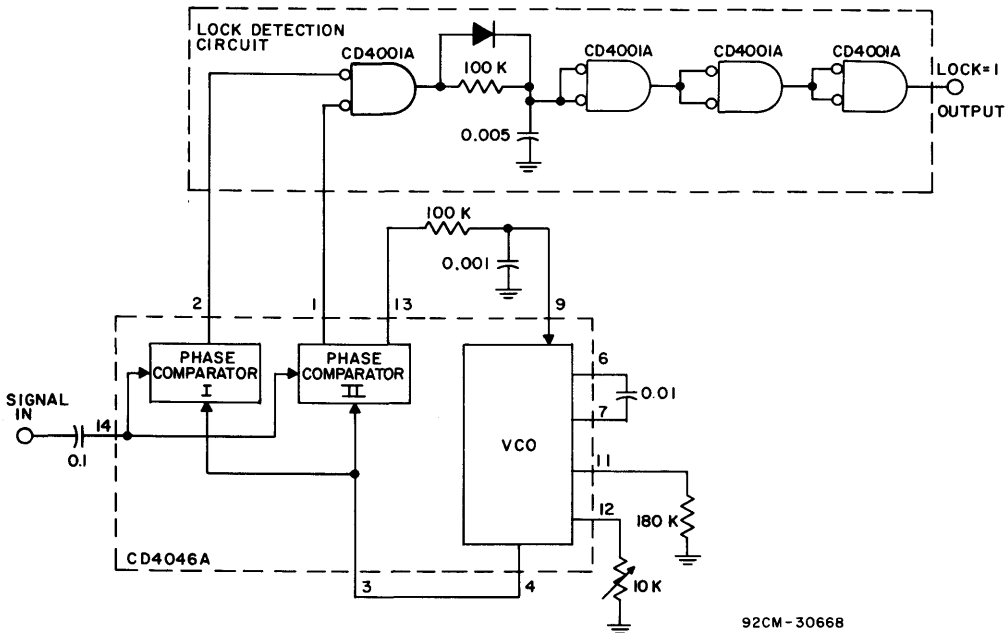 LOCK DETECTION
CIRCUIT
CD4001A
100 K
0.005
CD4001A
CD4001A
CD4001A
LOCK=1
OUTPUT
100 K
0.001
2
1
13
9
PHASE
COMPARATOR
I
PHASE
COMPARATOR
II
6
0.01
7
SIGNAL
IN
14
0.1
VCO
11
12
180 K
10 K
CD4046A
3
4
92CM-30668